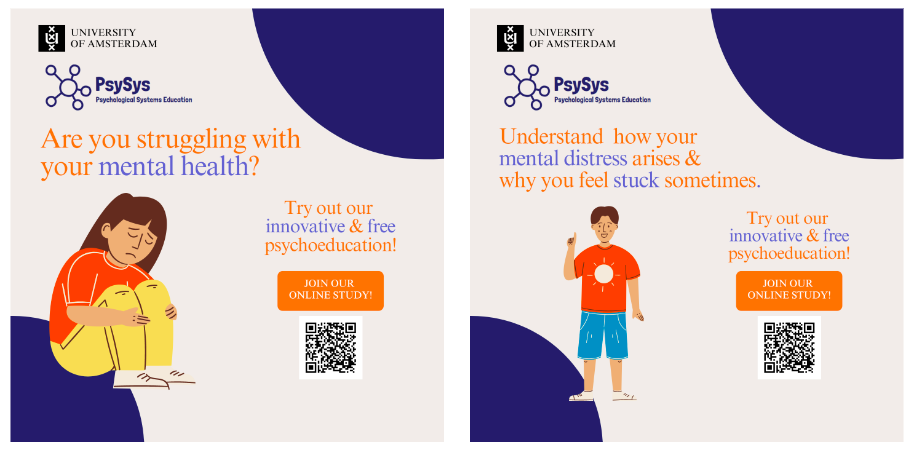 UNIVERSITY
OF AMSTERDAM
PsySys
Psychological Systems Education
Are you struggling with
your mental health?
Try out our
innovative & free
psychoeducation!
JOIN OUR
ONLINE STUDY!
UNIVERSITY
OF AMSTERDAM
PsySys
Psychological Systems Education
Understand how your
mental distress arises &
why you feel stuck sometimes.
Try out our
innovative & free
psychoeducation!
JOIN OUR
ONLINE STUDY!